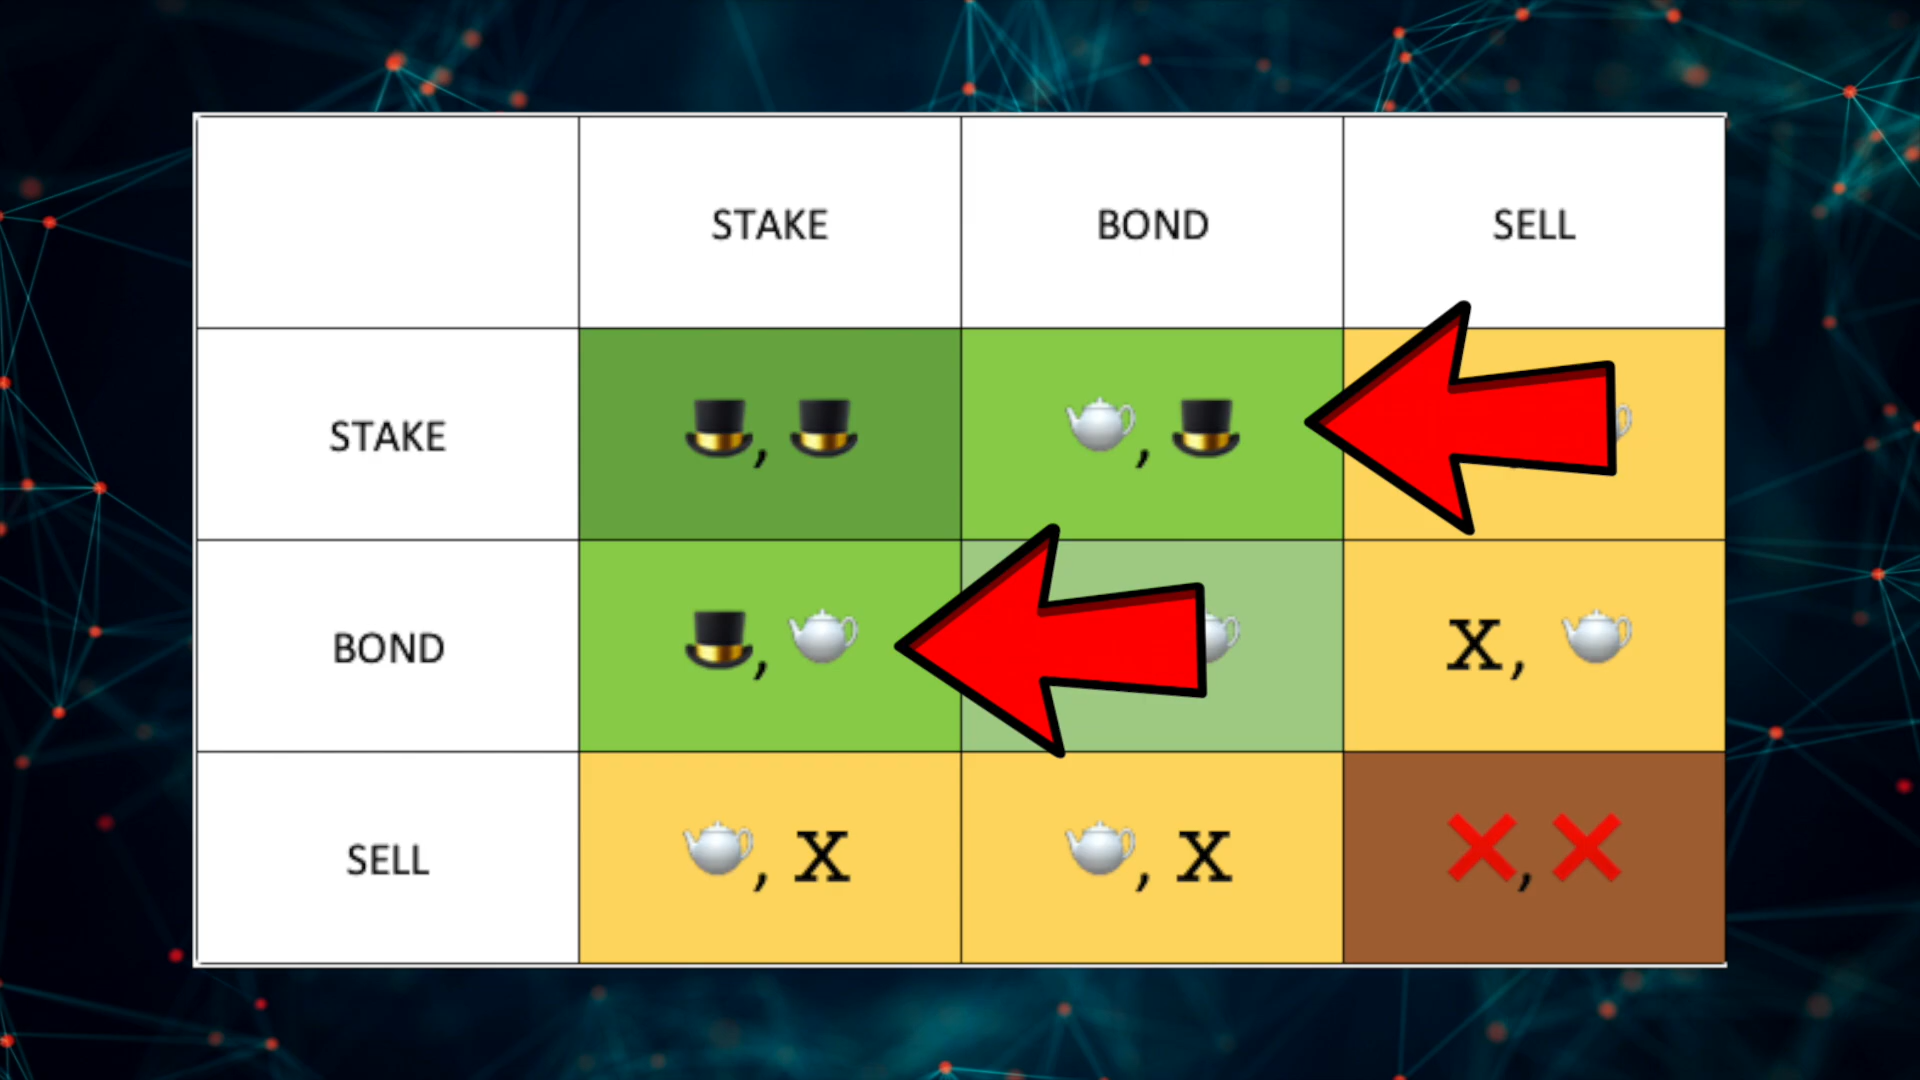 STAKE BOND SELL
STAKE 🎩, 🎩 🫖, 🎩
BOND 🎩, 🫖 X, 🫖
SELL 🫖, X 🫖, X ❌, ❌